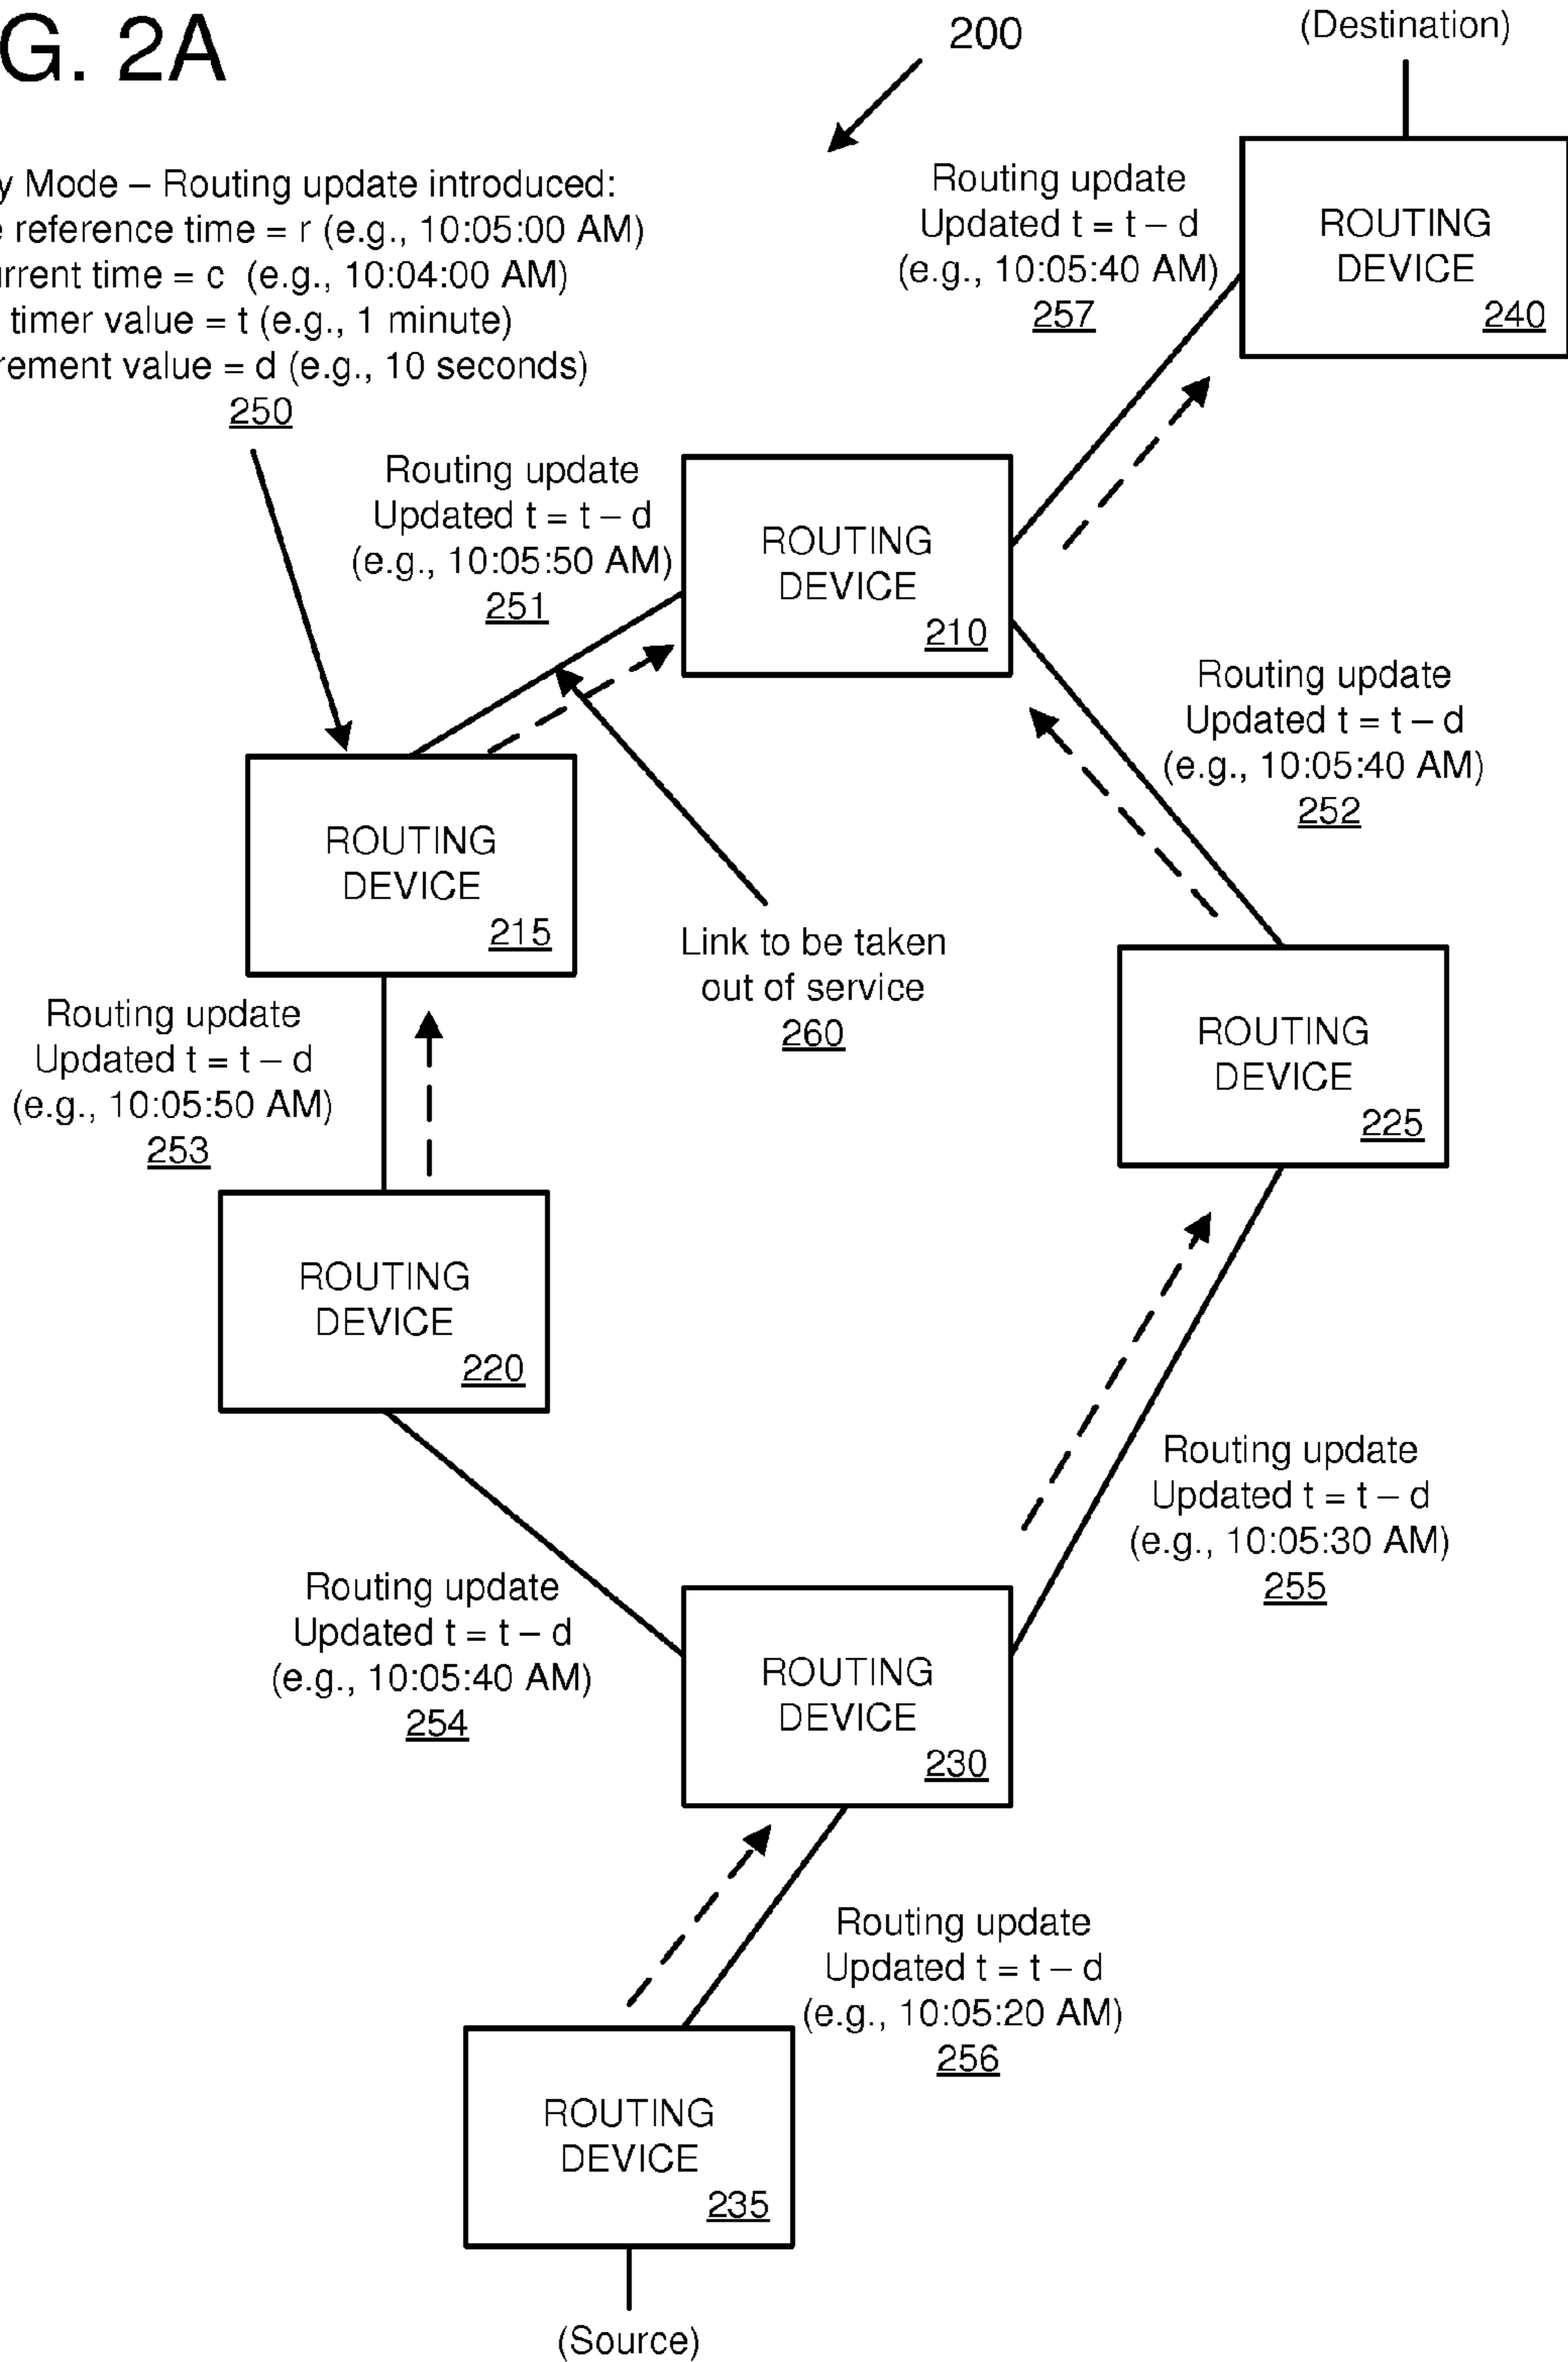 G. 2A
200
(Destination)
y Mode – Routing update introduced:
e reference time = r (e.g., 10:05:00 AM)
urrent time = c (e.g., 10:04:00 AM)
timer value = t (e.g., 1 minute)
rement value = d (e.g., 10 seconds)
250
Routing update
Updated t = t – d
(e.g., 10:05:40 AM)
257
ROUTING
DEVICE
240
Routing update
Updated t = t – d
(e.g., 10:05:50 AM)
251
ROUTING
DEVICE
210
Routing update
Updated t = t – d
(e.g., 10:05:40 AM)
252
ROUTING
DEVICE
215
Link to be taken
out of service
260
Routing update
Updated t = t – d
(e.g., 10:05:50 AM)
253
ROUTING
DEVICE
225
ROUTING
DEVICE
220
Routing update
Updated t = t – d
(e.g., 10:05:30 AM)
255
Routing update
Updated t = t – d
(e.g., 10:05:40 AM)
254
ROUTING
DEVICE
230
Routing update
Updated t = t – d
(e.g., 10:05:20 AM)
256
ROUTING
DEVICE
235
(Source)